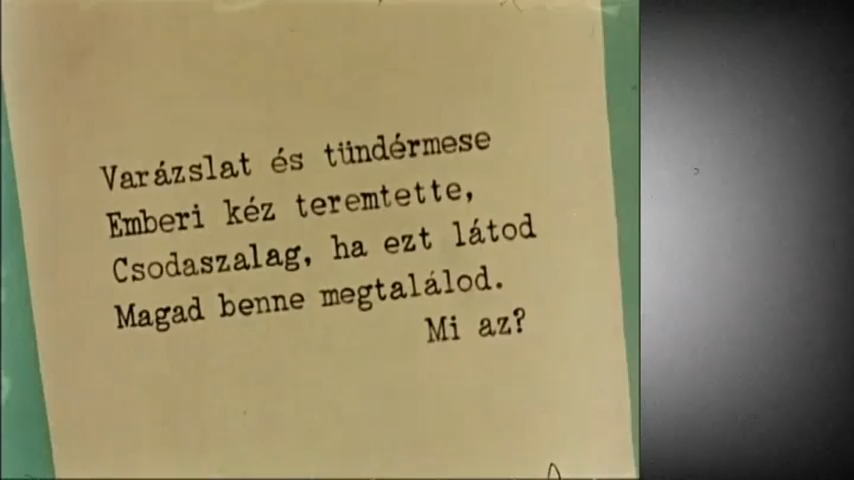 Varázslat és tündérmese
Emberi kéz teremtette,
Csodaszalag, ha ezt látod
Magad benne megtalálod.
Mi az?